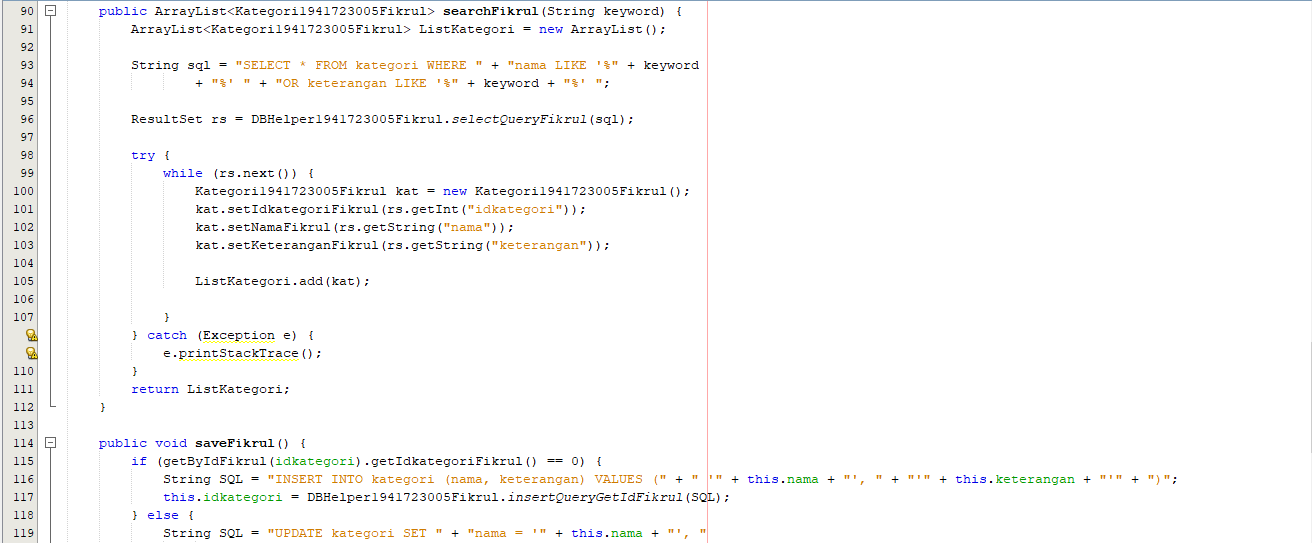 90 public ArrayList<Kategori1941723005Fikrul> searchFikrul(String keyword) {
91 ArrayList<Kategori1941723005Fikrul> ListKategori = new ArrayList();
92
93 String sql = "SELECT * FROM kategori WHERE " + "nama LIKE '%" + keyword
94 + "%' " + "OR keterangan LIKE '%" + keyword + "%' ";
95
96 ResultSet rs = DBHelper1941723005Fikrul.selectQueryFikrul(sql);
97
98 try {
99 while (rs.next()) {
100 Kategori1941723005Fikrul kat = new Kategori1941723005Fikrul();
101 kat.setIdkategoriFikrul(rs.getInt("idkategori"));
102 kat.setNamaFikrul(rs.getString("nama"));
103 kat.setKeteranganFikrul(rs.getString("keterangan"));
104
105 ListKategori.add(kat);
106
107 }
} catch (Exception e) {
e.printStackTrace();
110 }
111 return ListKategori;
112 }
113
114 public void saveFikrul() {
115 if (getByIdFikrul(idkategori).getIdkategoriFikrul() == 0) {
116 String SQL = "INSERT INTO kategori (nama, keterangan) VALUES (" + " '" + this.nama + "', " + "'" + this.keterangan + "'" + ")";
117 this.idkategori = DBHelper1941723005Fikrul.insertQueryGetIdFikrul(SQL);
118 } else {
119 String SQL = "UPDATE kategori SET " + "nama = '" + this.nama + "', "